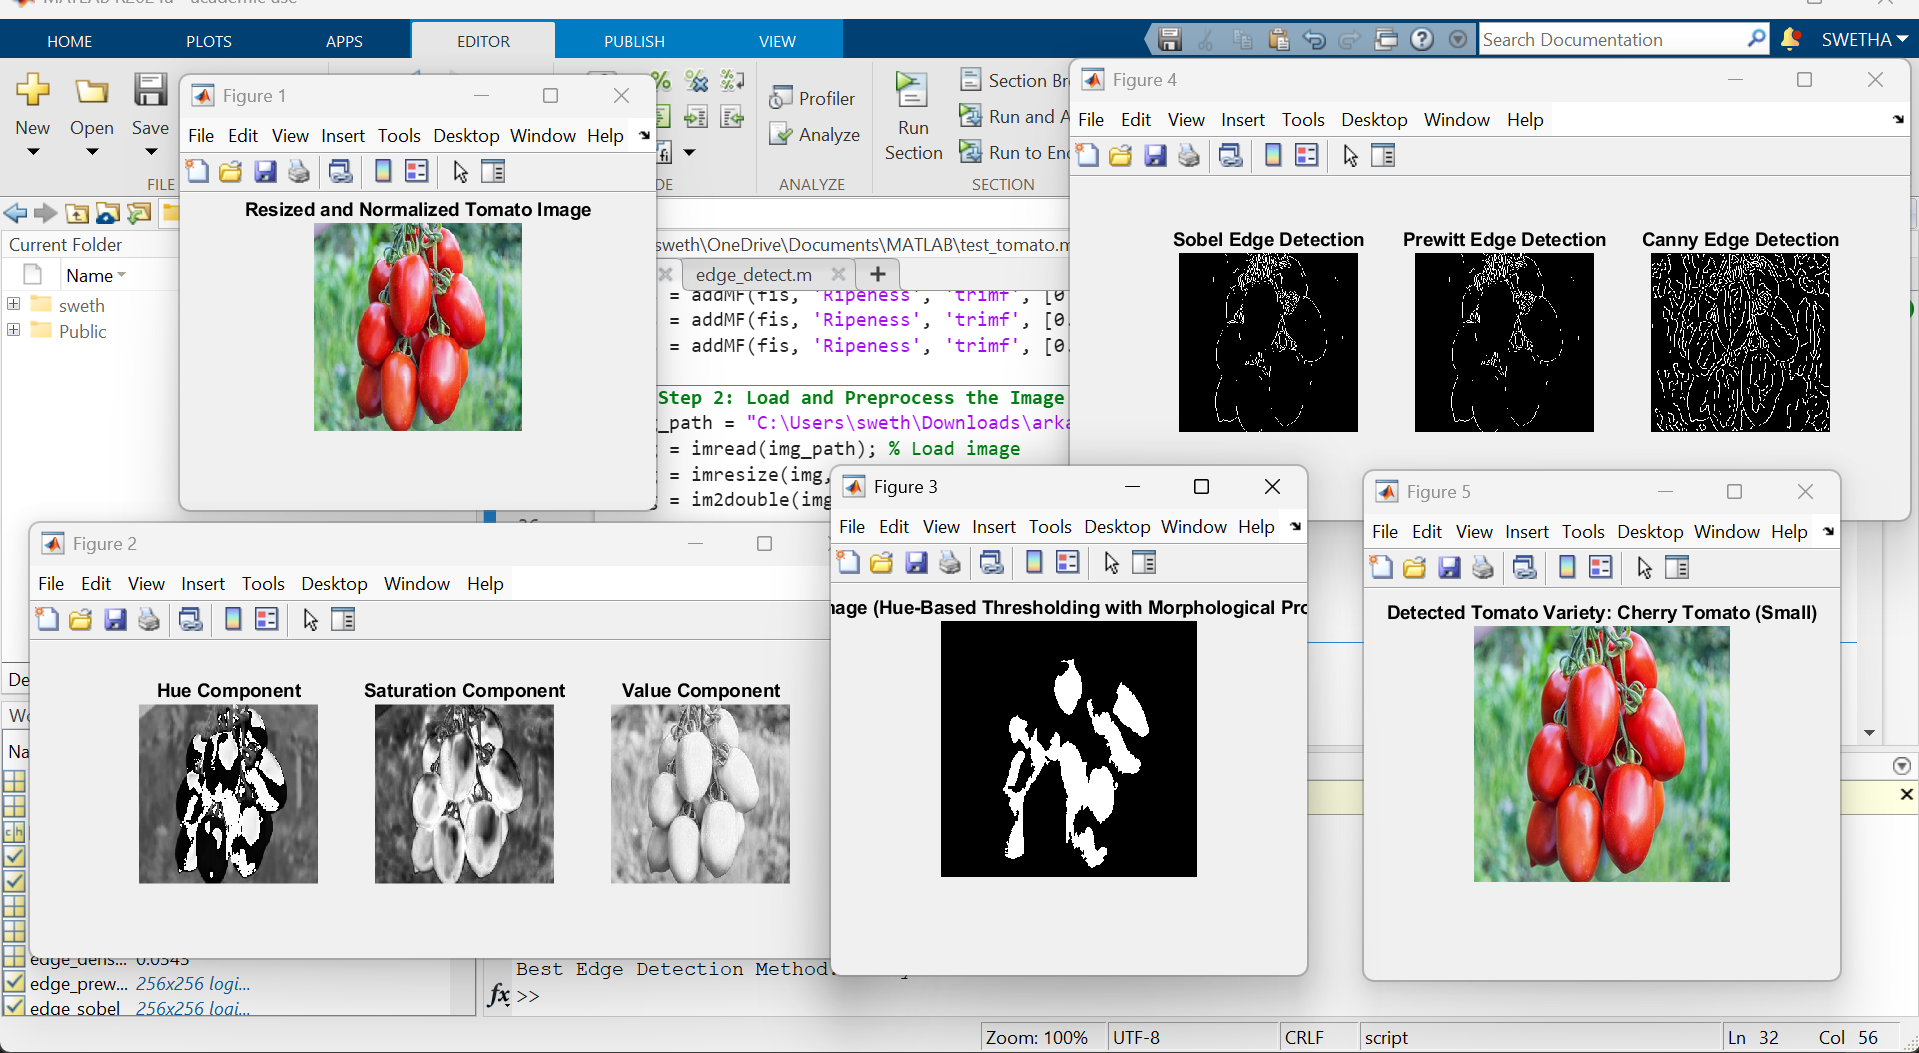 MATLAB R2024a - academic use
HOME PLOTS APPS EDITOR PUBLISH VIEW
Search Documentation
SWETHA
New
Open
Save
FILE
Profiler
Analyze
ANALYZE
Run
Section
Section Br
Run and A
Run to En
SECTION
Current Folder
Name
sweth
Public
sweth\OneDrive\Documents\MATLAB\test_tomato.m
edge_detect.m
= addMF(fis, 'Ripeness', 'trimf', [0
= addMF(fis, 'Ripeness', 'trimf', [0.
= addMF(fis, 'Ripeness', 'trimf', [0.
Step 2: Load and Preprocess the Image
_path = "C:\Users\sweth\Downloads\arka
= imread(img_path); % Load image
= imresize(img,
= im2double(img
Figure 1
File Edit View Insert Tools Desktop Window Help
Resized and Normalized Tomato Image
Figure 4
File Edit View Insert Tools Desktop Window Help
Sobel Edge Detection
Prewitt Edge Detection
Canny Edge Detection
Figure 2
File Edit View Insert Tools Desktop Window Help
Hue Component
Saturation Component
Value Component
Figure 3
File Edit View Insert Tools Desktop Window Help
mage (Hue-Based Thresholding with Morphological Pro
Figure 5
File Edit View Insert Tools Desktop Window Help
Detected Tomato Variety: Cherry Tomato (Small)
De
Wo
Na
edge_dens... 0.0345
edge_prew... 256x256 logi...
edge_sobel 256x256 logi...
Best Edge Detection Method:
fx >>
Zoom: 100% UTF-8 CRLF script Ln 32 Col 56